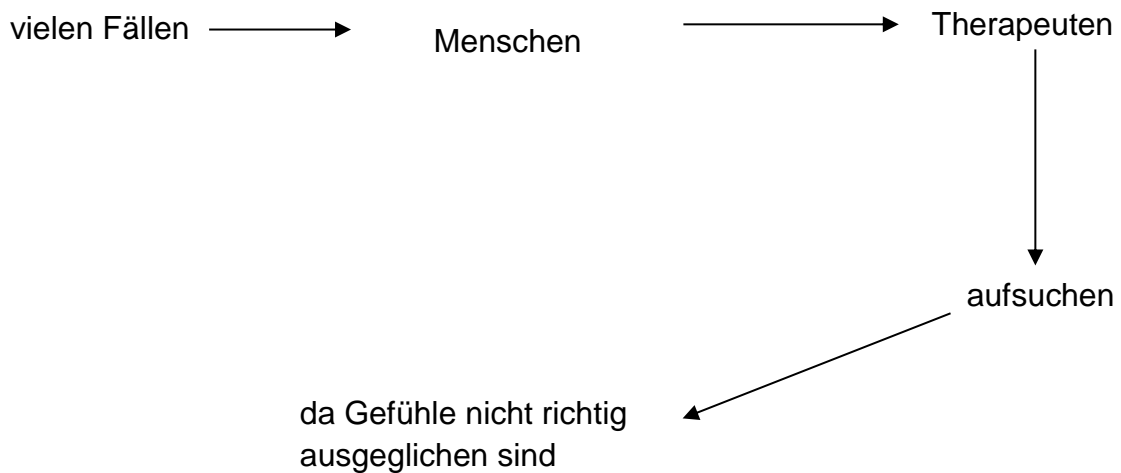 vielen Fällen
Menschen
Therapeuten
aufsuchen
da Gefühle nicht richtig
ausgeglichen sind